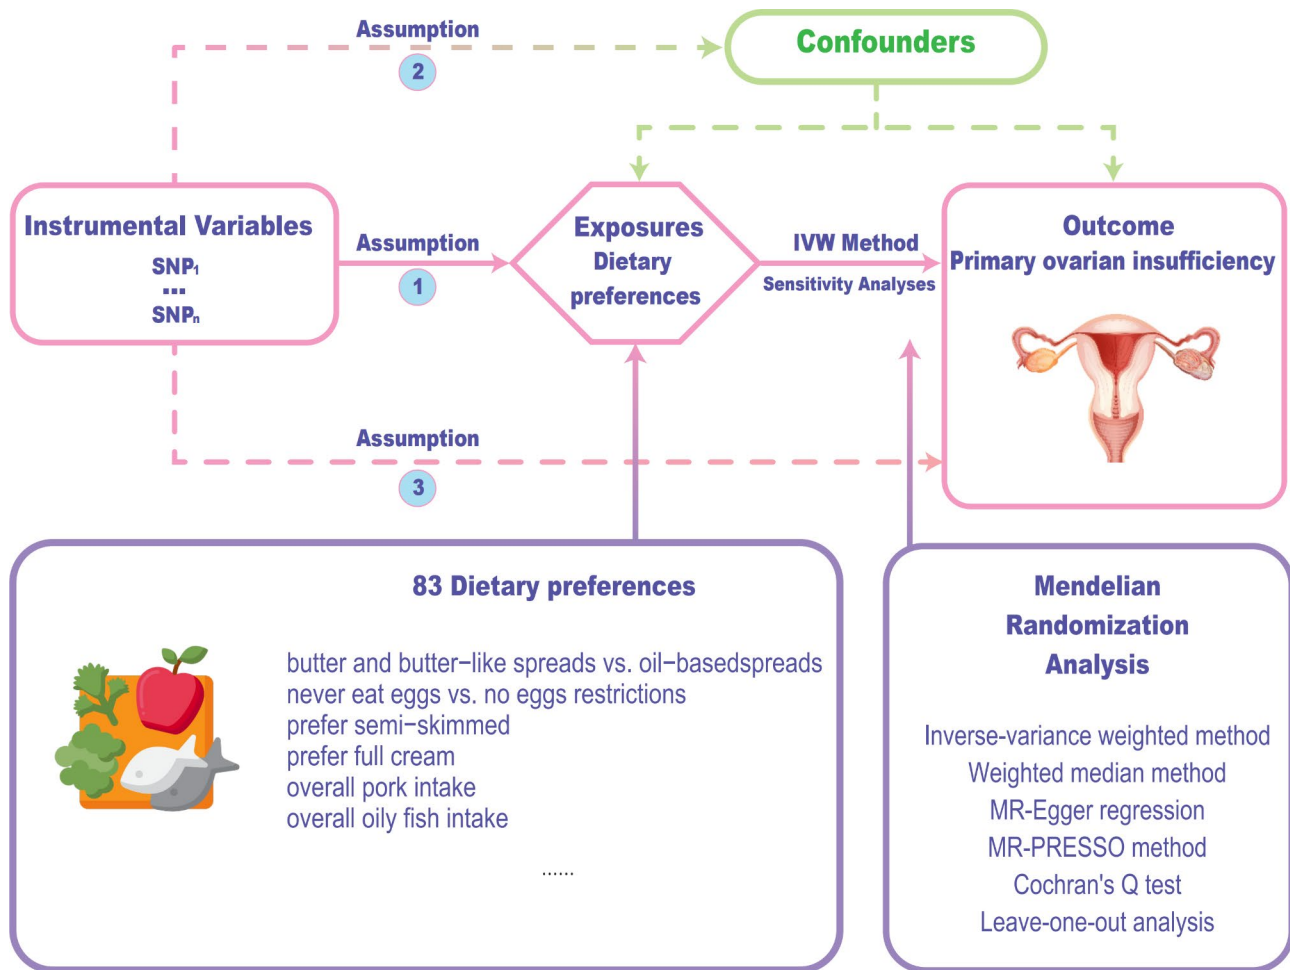 Assumption
2
Confounders
Instrumental Variables
SNP₁
...
SNPₙ
Assumption
1
Exposures
Dietary
preferences
IVW Method
Sensitivity Analyses
Outcome
Primary ovarian insufficiency
Assumption
3
83 Dietary preferences
butter and butter−like spreads vs. oil−basedspreads
never eat eggs vs. no eggs restrictions
prefer semi−skimmed
prefer full cream
overall pork intake
overall oily fish intake
......
Mendelian
Randomization
Analysis
Inverse-variance weighted method
Weighted median method
MR-Egger regression
MR-PRESSO method
Cochran's Q test
Leave-one-out analysis